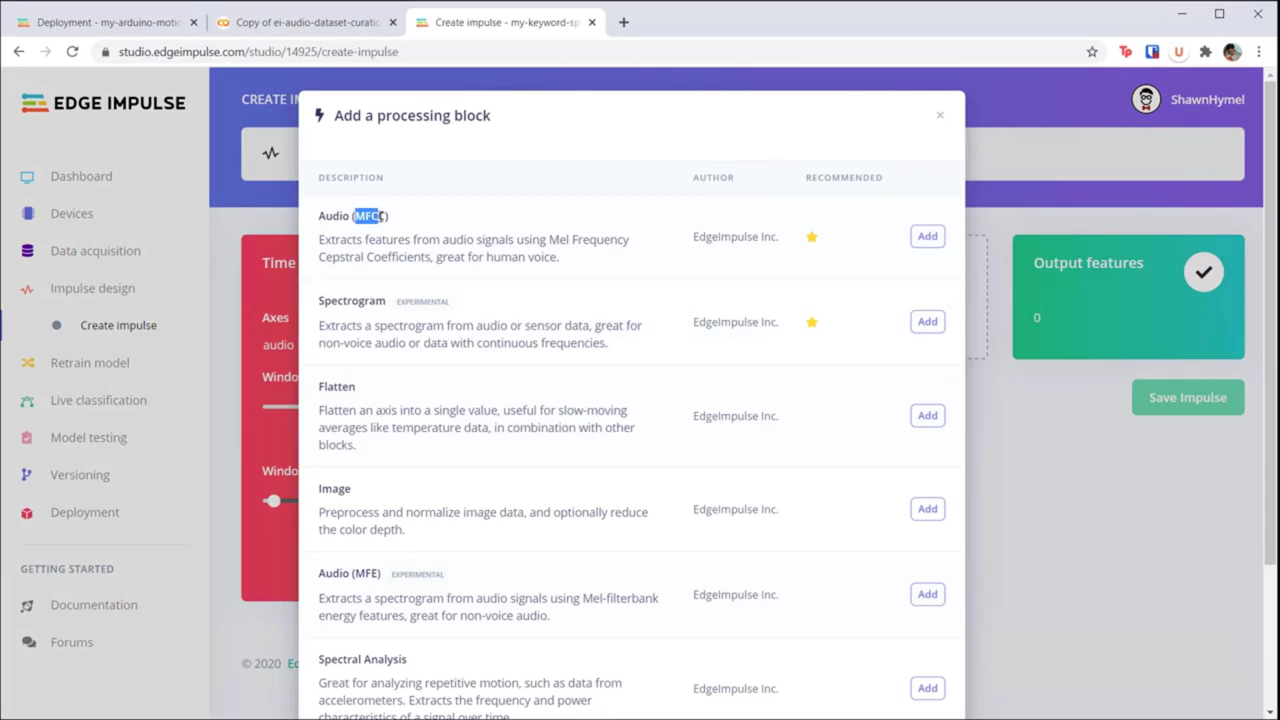 Deployment - my-arduino-motio
Copy of ei-audio-dataset-curatio
Create impulse - my-keyword-sp
studio.edgeimpulse.com/studio/14925/create-impulse
EDGE IMPULSE
CREATE IM
ShawnHymel
Add a processing block
DESCRIPTION
AUTHOR
RECOMMENDED
Dashboard
Devices
Data acquisition
Impulse design
Create impulse
Retrain model
Live classification
Model testing
Versioning
Deployment
GETTING STARTED
Documentation
Forums
Time
Axes
audio
Windo
Windo
© 2020 Ed
Audio (MFCC)
Extracts features from audio signals using Mel Frequency
Cepstral Coefficients, great for human voice.
EdgeImpulse Inc.
Add
Spectrogram EXPERIMENTAL
Extracts a spectrogram from audio or sensor data, great for
non-voice audio or data with continuous frequencies.
EdgeImpulse Inc.
Add
Flatten
Flatten an axis into a single value, useful for slow-moving
averages like temperature data, in combination with other
blocks.
EdgeImpulse Inc.
Add
Image
Preprocess and normalize image data, and optionally reduce
the color depth.
EdgeImpulse Inc.
Add
Audio (MFE) EXPERIMENTAL
Extracts a spectrogram from audio signals using Mel-filterbank
energy features, great for non-voice audio.
EdgeImpulse Inc.
Add
Spectral Analysis
Great for analyzing repetitive motion, such as data from
accelerometers. Extracts the frequency and power
characteristics of a signal over time.
EdgeImpulse Inc.
Add
Output features
0
Save Impulse